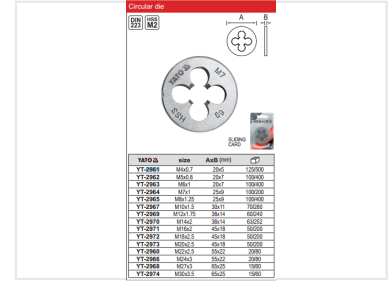 Circular die
DIN 223 HSS M2
A B
YATO M7 HSS 6g
SLIDING CARD
YATO size AxB (mm)
YT-2961 M4x0.7 20x5 125/500
YT-2962 M5x0.8 20x7 100/400
YT-2963 M6x1 20x7 100/400
YT-2964 M7x1 25x9 100/200
YT-2965 M8x1.25 25x9 100/400
YT-2967 M10x1.5 30x11 70/280
YT-2969 M12x1.75 38x14 60/240
YT-2970 M14x2 38x14 63/252
YT-2971 M16x2 45x18 50/200
YT-2972 M18x2.5 45x18 50/200
YT-2973 M20x2.5 45x18 50/200
YT-2960 M22x2.5 55x22 20/80
YT-2966 M24x3 55x22 20/80
YT-2968 M27x3 65x25 15/60
YT-2974 M30x3.5 65x25 15/60